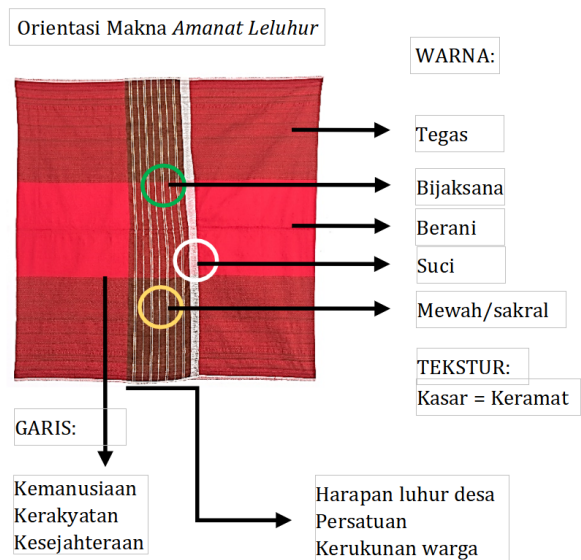 Orientasi Makna Amanat Leluhur
WARNA:
Tegas
Bijaksana
Berani
Suci
Mewah/sakral
TEKSTUR:
Kasar = Keramat
GARIS:
Kemanusiaan
Kerakyatan
Kesejahteraan
Harapan luhur desa
Persatuan
Kerukunan warga